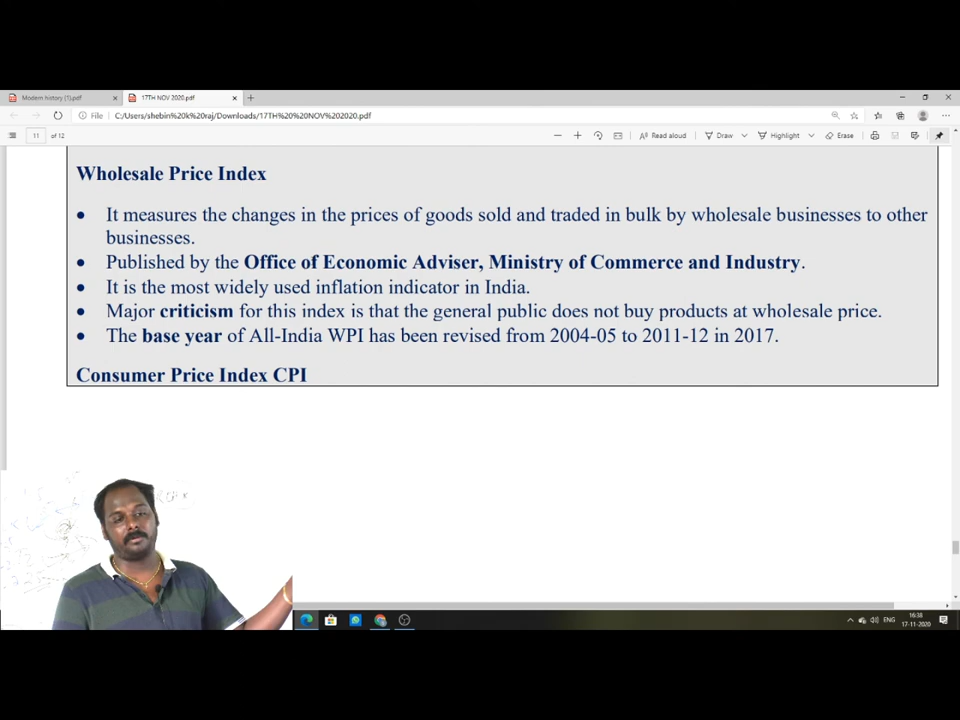 Modern history (1).pdf
17TH NOV 2020.pdf
File
C:/Users/shebin%20k%20raj/Downloads/17TH%20%20NOV%202020.pdf
11 of 12
Read aloud
Draw
Highlight
Erase
Wholesale Price Index
• It measures the changes in the prices of goods sold and traded in bulk by wholesale businesses to other
businesses.
• Published by the Office of Economic Adviser, Ministry of Commerce and Industry.
• It is the most widely used inflation indicator in India.
• Major criticism for this index is that the general public does not buy products at wholesale price.
• The base year of All-India WPI has been revised from 2004-05 to 2011-12 in 2017.
Consumer Price Index CPI
ENG
16:38
17-11-2020